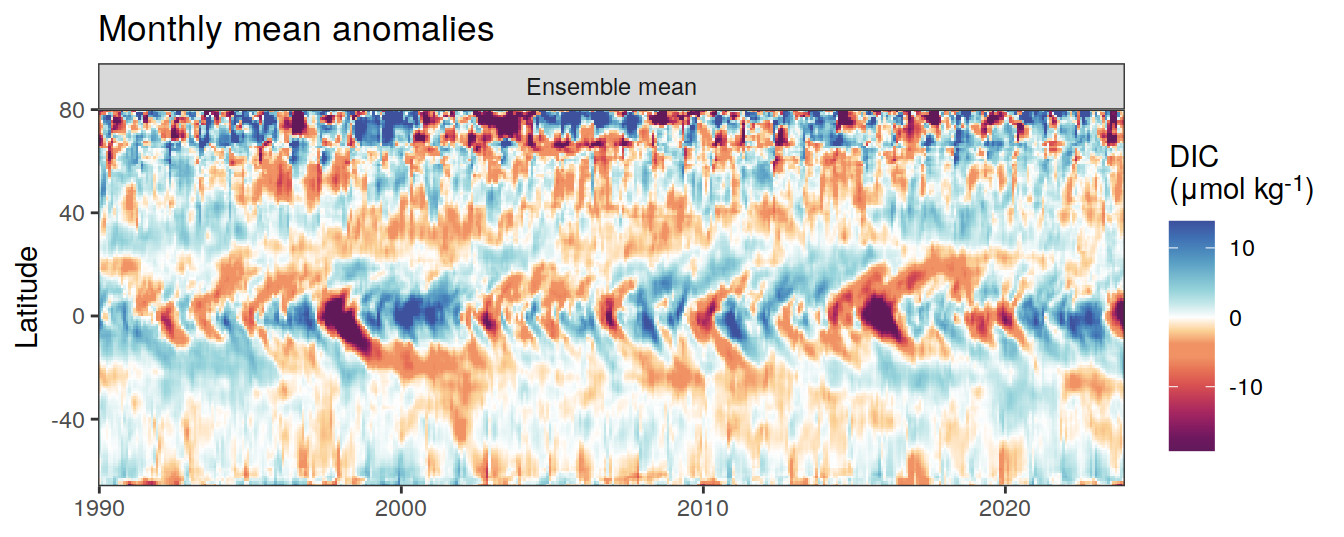 Monthly mean anomalies
Ensemble mean
Latitude
80
40
0
-40
1990
2000
2010
2020
DIC
(μmol kg⁻¹)
10
0
-10